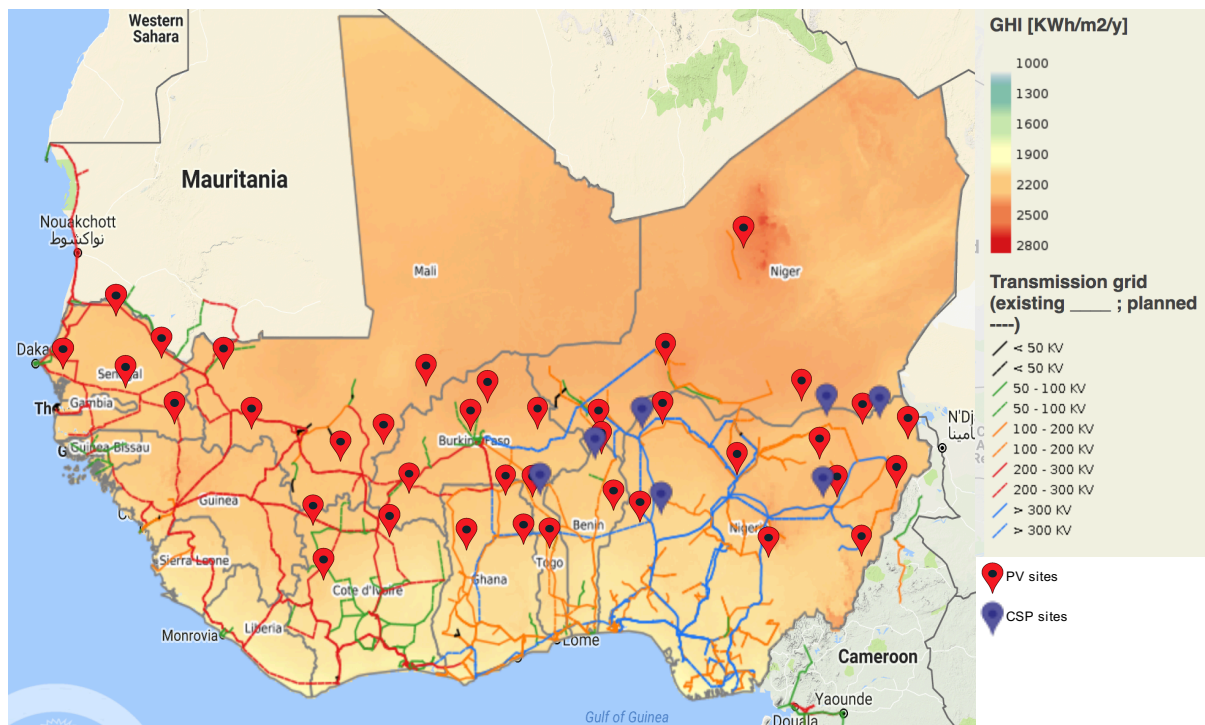 Western
Sahara
Mauritania
Nouakchott
نواكشوط
Mali
Niger
Daka
Senegal
Gambia
Th
Guinea-Bissau
G
Burkina Faso
N'Dj
نجامينا
Guinea
Benin
Nigeria
C
Sierra Leone
Togo
Ghana
Cote d'Ivoire
Liberia
Monrovia
Lome
Cameroon
Yaounde
Douala
Gulf of Guinea
GHI [KWh/m2/y]
1000
1300
1600
1900
2200
2500
2800
Transmission grid
(existing ____ ; planned
----)
< 50 KV
< 50 KV
50 - 100 KV
50 - 100 KV
100 - 200 KV
100 - 200 KV
200 - 300 KV
200 - 300 KV
> 300 KV
> 300 KV
PV sites
CSP sites